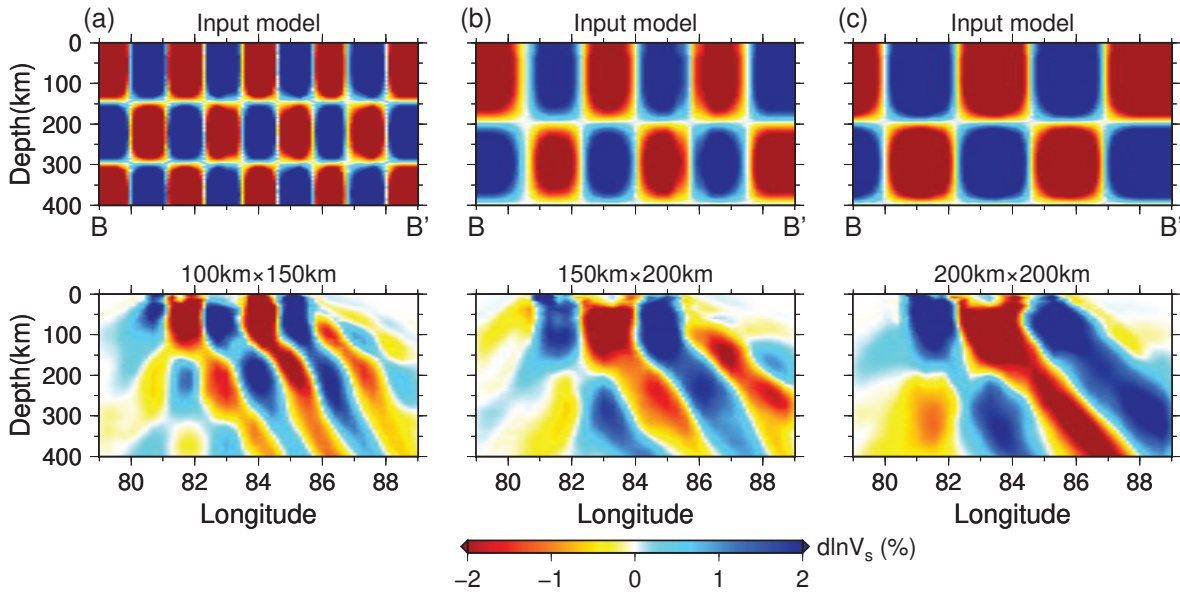 (a) (b) (c)
Input model Input model Input model
0
100
200
300
400
Depth(km)
B B' B B' B B'
100km×150km 150km×200km 200km×200km
0
100
200
300
400
Depth(km)
80 82 84 86 88 80 82 84 86 88 80 82 84 86 88
Longitude Longitude Longitude
dlnVs (%)
−2 −1 0 1 2